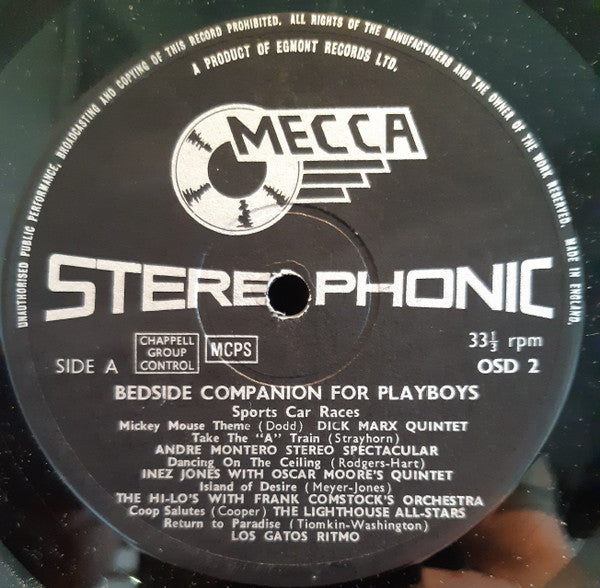 UNAUTHORISED PUBLIC PERFORMANCE, BROADCASTING AND COPYING OF THIS RECORD PROHIBITED. ALL RIGHTS OF THE MANUFACTURERS AND THE OWNER OF THE WORK RESERVED. MADE IN ENGLAND.
A PRODUCT OF EGMONT RECORDS LTD.
MECCA
STEREOPHONIC
SIDE A
CHAPPELL
GROUP
CONTROL
MCPS
33⅓ rpm
OSD 2
BEDSIDE COMPANION FOR PLAYBOYS
Sports Car Races
Mickey Mouse Theme (Dodd) DICK MARX QUINTET
Take The "A" Train (Strayhorn)
ANDRE MONTERO STEREO SPECTACULAR
Dancing On The Ceiling (Rodgers-Hart)
INEZ JONES WITH OSCAR MOORE'S QUINTET
Island of Desire (Meyer-Jones)
THE HI-LO'S WITH FRANK COMSTOCK'S ORCHESTRA
Coop Salutes (Cooper) THE LIGHTHOUSE ALL-STARS
Return to Paradise (Tiomkin-Washington)
LOS GATOS RITMO